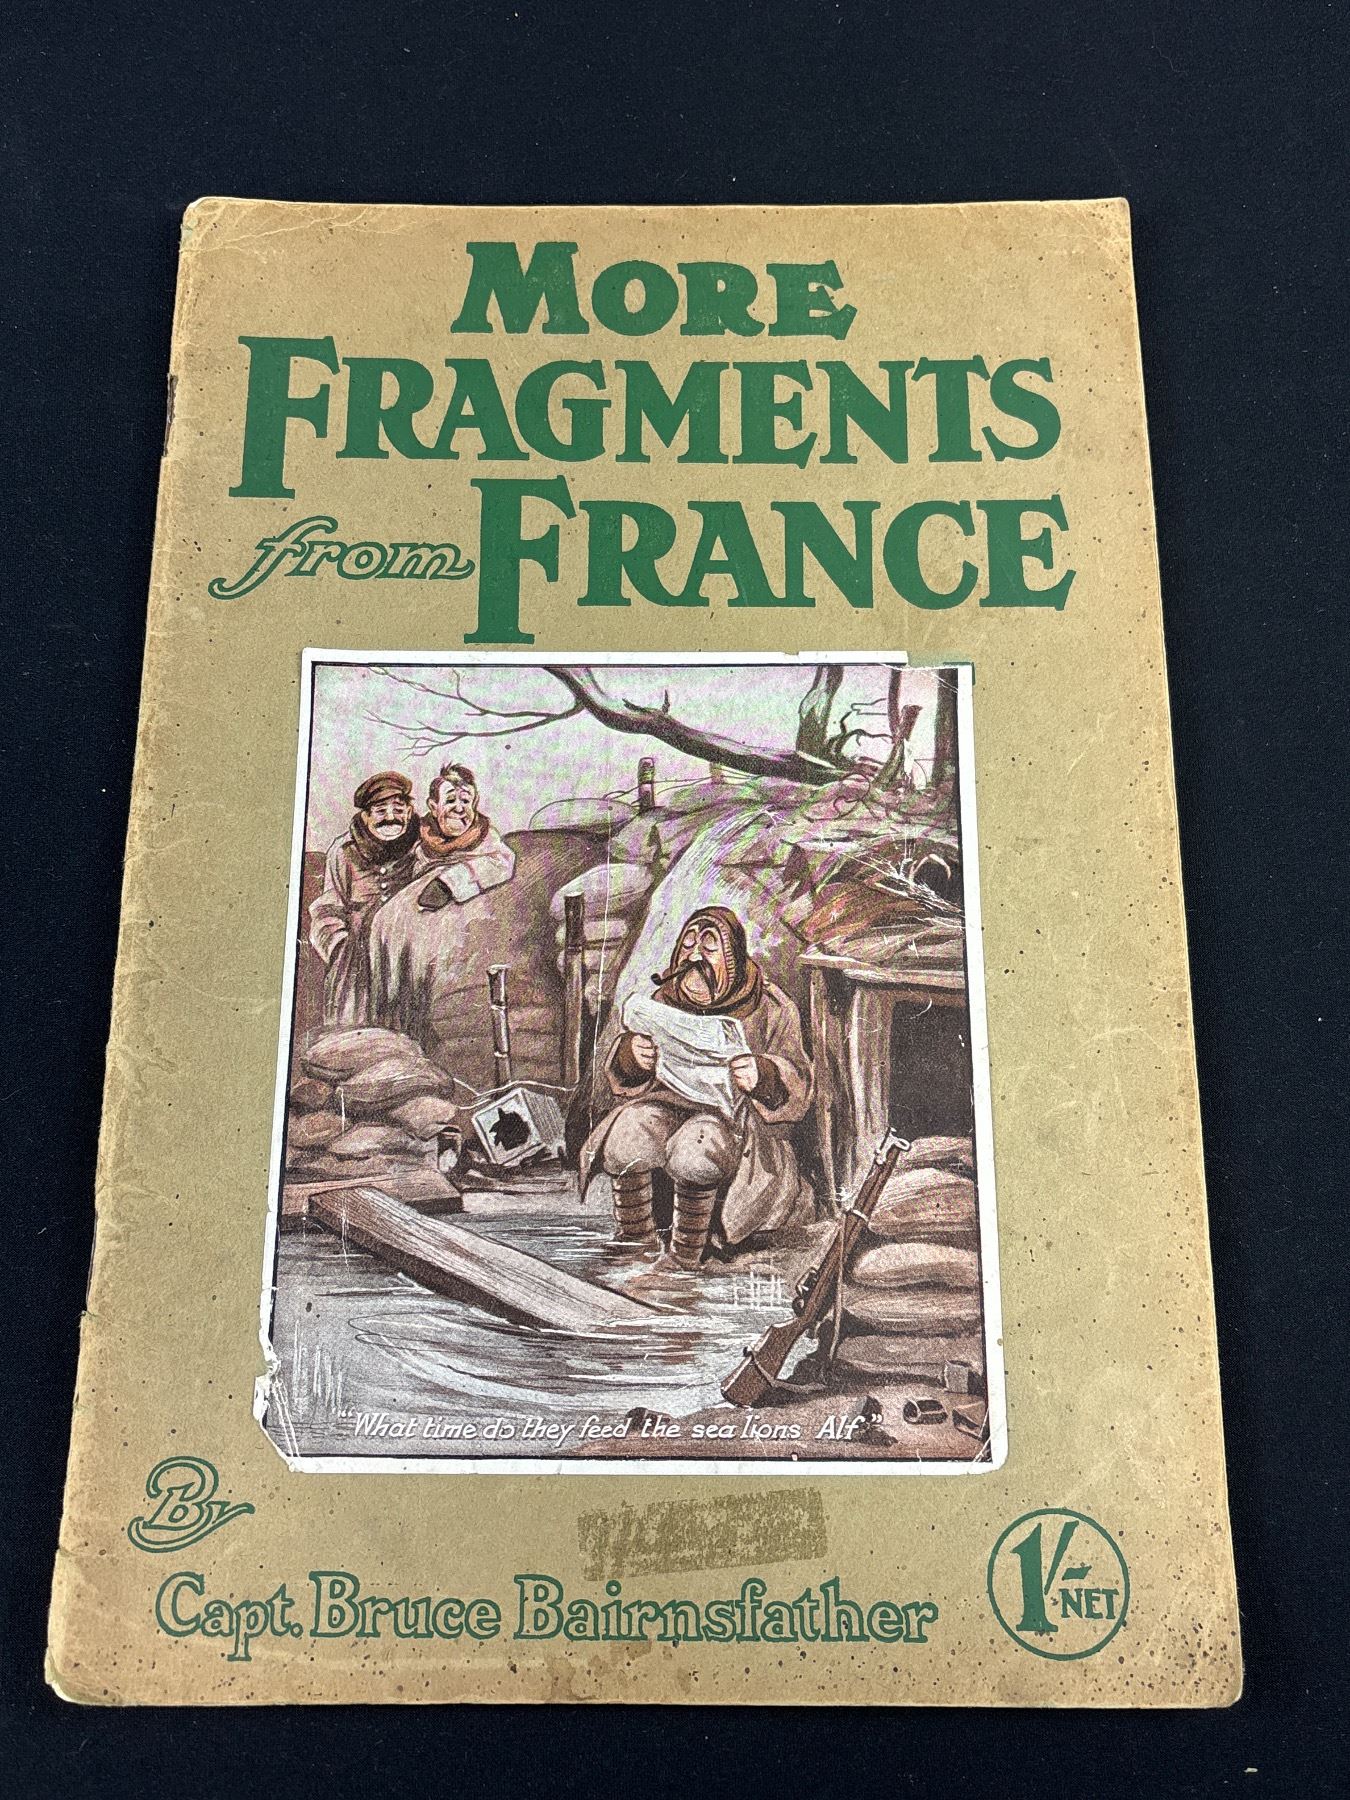 MORE
FRAGMENTS
from FRANCE
"What time do they feed the sea lions Alf"
By
Capt. Bruce Bairnsfather
1/- NET